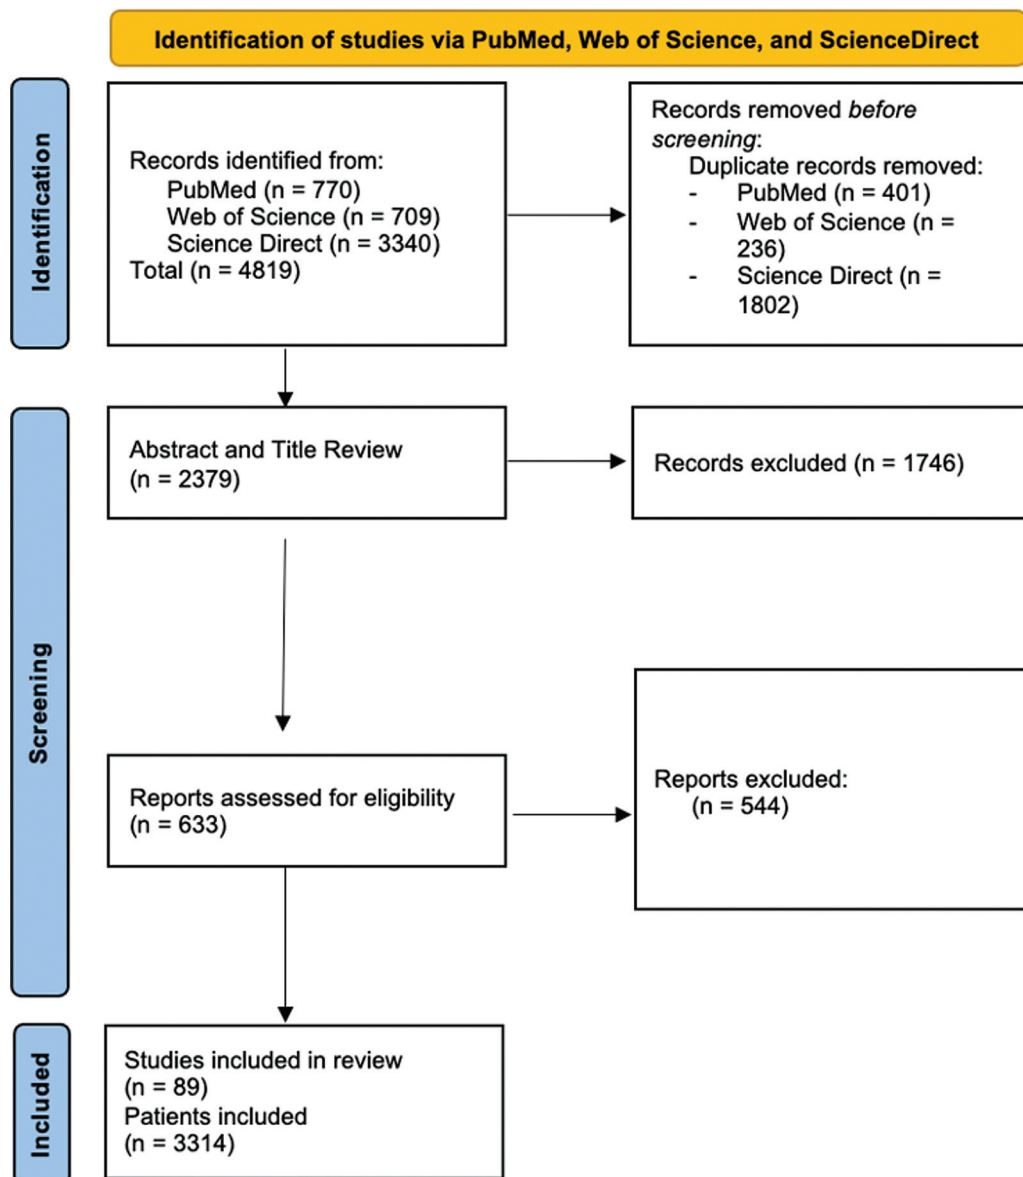 Identification of studies via PubMed, Web of Science, and ScienceDirect
Identification
Records identified from:
PubMed (n = 770)
Web of Science (n = 709)
Science Direct (n = 3340)
Total (n = 4819)
Records removed before
screening:
Duplicate records removed:
- PubMed (n = 401)
- Web of Science (n =
236)
- Science Direct (n =
1802)
Screening
Abstract and Title Review
(n = 2379)
Records excluded (n = 1746)
Reports assessed for eligibility
(n = 633)
Reports excluded:
(n = 544)
Included
Studies included in review
(n = 89)
Patients included
(n = 3314)